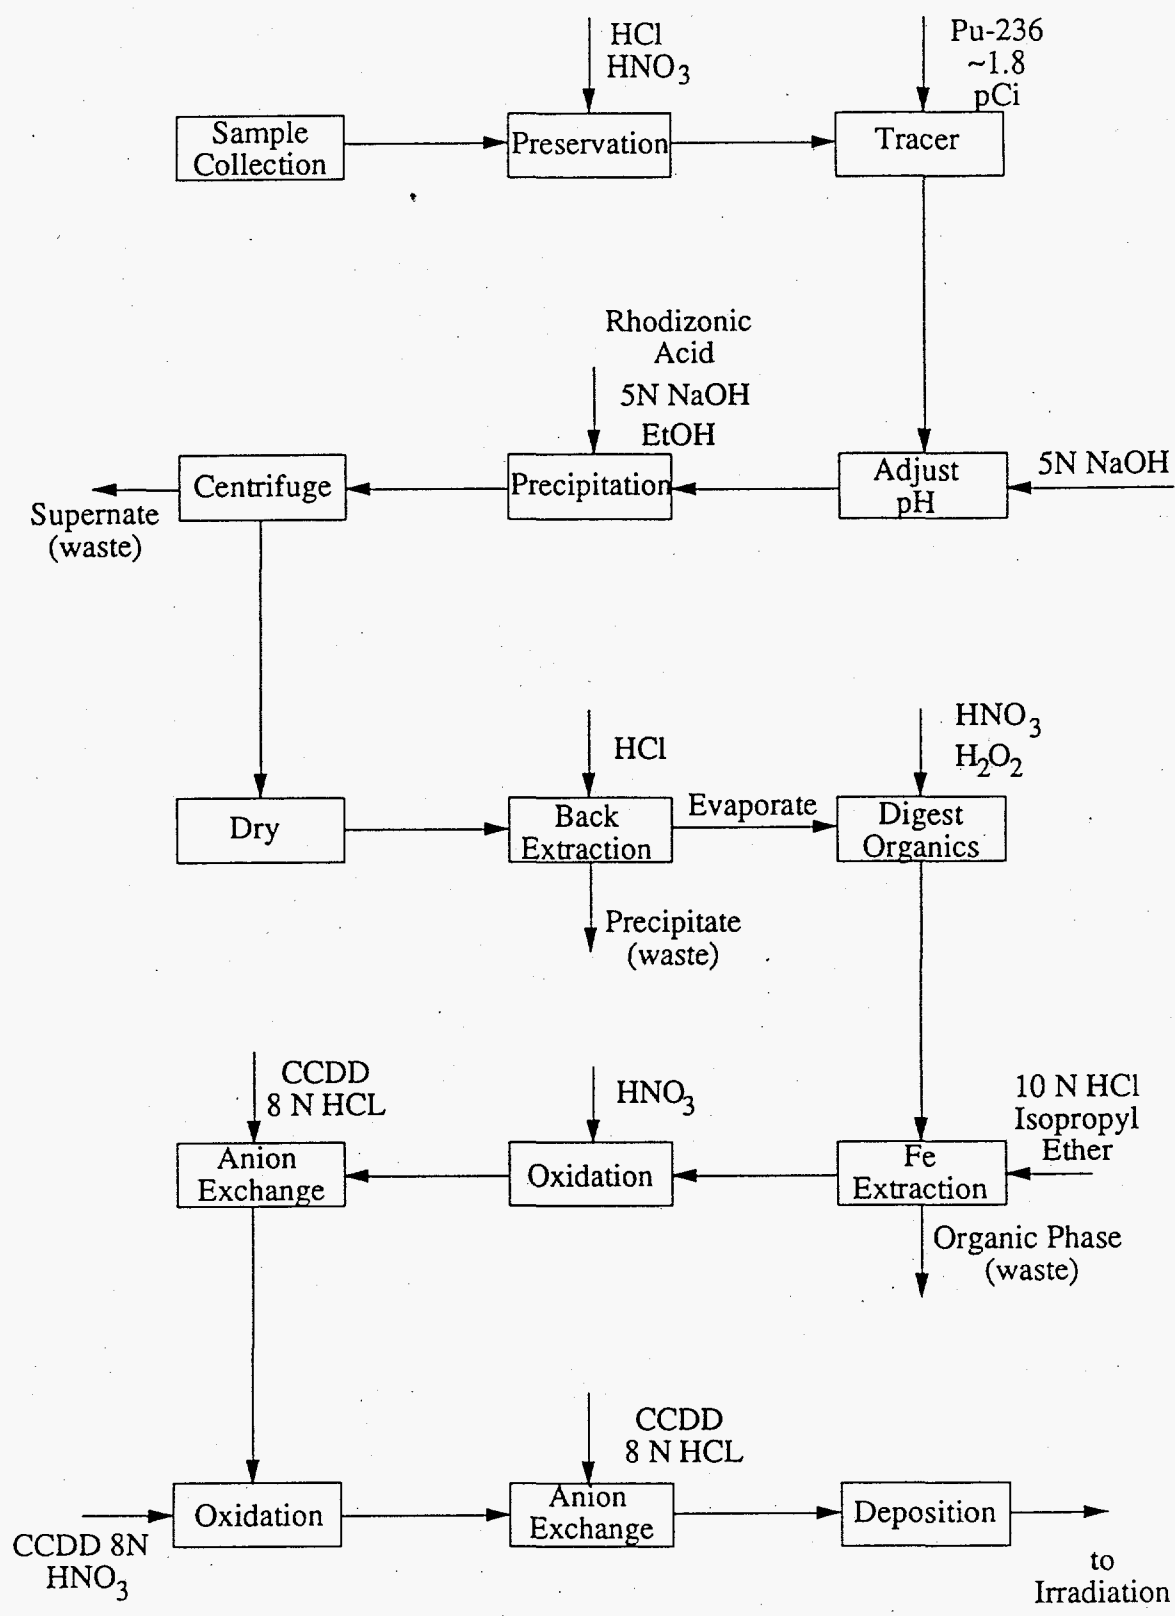 HCl
HNO3
Pu-236
~1.8
pCi
Sample
Collection
Preservation
Tracer
Rhodizonic
Acid
5N NaOH
EtOH
Centrifuge
Precipitation
Adjust
pH
5N NaOH
Supernate
(waste)
HCl
HNO3
H2O2
Dry
Back
Extraction
Evaporate
Digest
Organics
Precipitate
(waste)
CCDD
8 N HCL
HNO3
10 N HCl
Isopropyl
Ether
Anion
Exchange
Oxidation
Fe
Extraction
Organic Phase
(waste)
CCDD
8 N HCL
Oxidation
Anion
Exchange
Deposition
CCDD 8N
HNO3
to
Irradiation